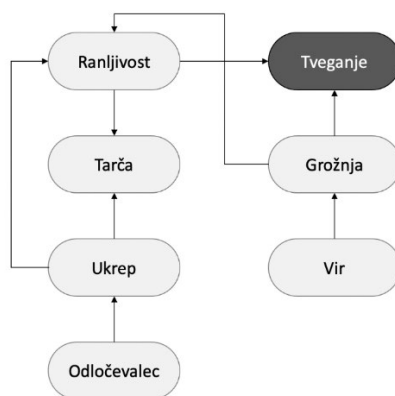 Ranljivost
Tveganje
Tarča
Grožnja
Ukrep
Vir
Odločevalec